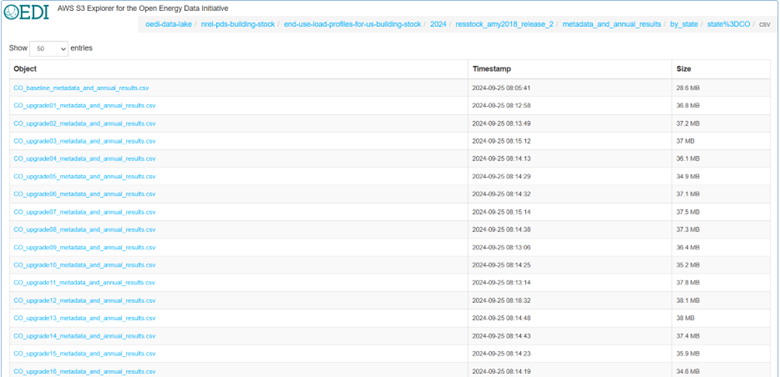 OEDI AWS S3 Explorer for the Open Energy Data Initiative
oedi-data-lake / nrel-pds-building-stock / end-use-load-profiles-for-us-building-stock / 2024 / resstock_amy2018_release_2 / metadata_and_annual_results / by_state / state%3DCO / csv
Show 50 entries
Object Timestamp Size
CO_baseline_metadata_and_annual_results.csv 2024-09-25 08:05:41 28.6 MB
CO_upgrade01_metadata_and_annual_results.csv 2024-09-25 08:12:58 36.8 MB
CO_upgrade02_metadata_and_annual_results.csv 2024-09-25 08:13:49 37.2 MB
CO_upgrade03_metadata_and_annual_results.csv 2024-09-25 08:15:12 37 MB
CO_upgrade04_metadata_and_annual_results.csv 2024-09-25 08:14:13 36.1 MB
CO_upgrade05_metadata_and_annual_results.csv 2024-09-25 08:14:29 34.9 MB
CO_upgrade06_metadata_and_annual_results.csv 2024-09-25 08:14:32 37.1 MB
CO_upgrade07_metadata_and_annual_results.csv 2024-09-25 08:15:14 37.5 MB
CO_upgrade08_metadata_and_annual_results.csv 2024-09-25 08:14:38 37.3 MB
CO_upgrade09_metadata_and_annual_results.csv 2024-09-25 08:13:06 36.4 MB
CO_upgrade10_metadata_and_annual_results.csv 2024-09-25 08:14:25 35.2 MB
CO_upgrade11_metadata_and_annual_results.csv 2024-09-25 08:13:14 37.8 MB
CO_upgrade12_metadata_and_annual_results.csv 2024-09-25 08:18:32 38.1 MB
CO_upgrade13_metadata_and_annual_results.csv 2024-09-25 08:14:48 38 MB
CO_upgrade14_metadata_and_annual_results.csv 2024-09-25 08:14:43 37.4 MB
CO_upgrade15_metadata_and_annual_results.csv 2024-09-25 08:14:23 35.9 MB
CO_upgrade16_metadata_and_annual_results.csv 2024-09-25 08:14:19 34.6 MB